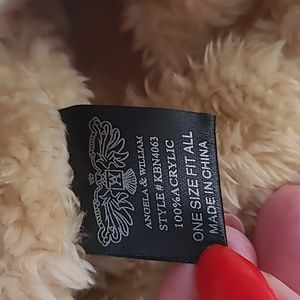 ANGELA & WILLIAM
STYLE # KBN4063
100%ACRYLIC
ONE SIZE FIT ALL
MADE IN CHINA